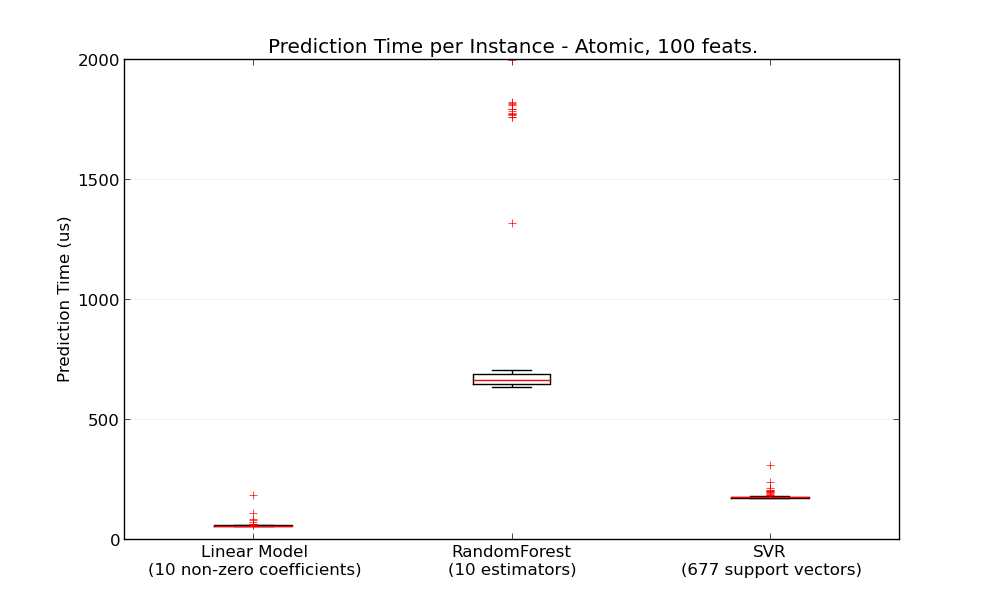 Prediction Time per Instance - Atomic, 100 feats.
2000
1500
1000
500
0
Prediction Time (us)
Linear Model
(10 non-zero coefficients)
RandomForest
(10 estimators)
SVR
(677 support vectors)